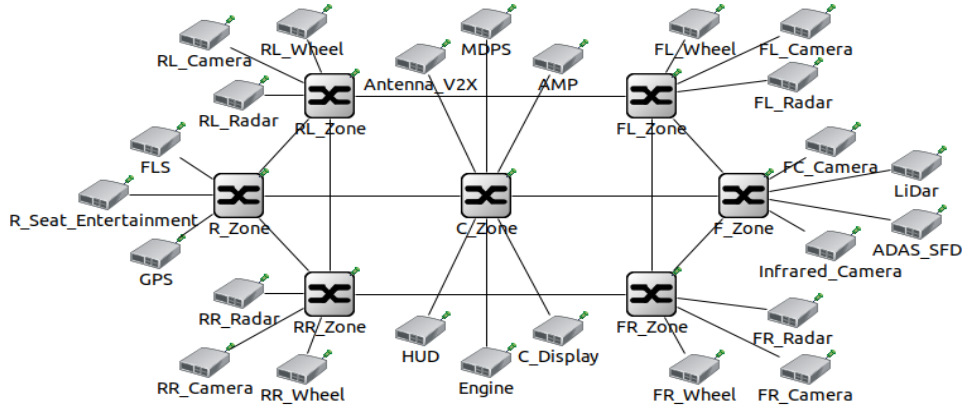 RL_Wheel
MDPS
FL_Wheel
FL_Camera
RL_Camera
Antenna_V2X
AMP
FL_Radar
RL_Radar
RL_Zone
FL_Zone
FLS
FC_Camera
LiDar
R_Seat_Entertainment
R_Zone
C_Zone
F_Zone
ADAS_SFD
GPS
Infrared_Camera
RR_Radar
RR_Zone
FR_Zone
FR_Radar
HUD
C_Display
RR_Camera
RR_Wheel
Engine
FR_Wheel
FR_Camera